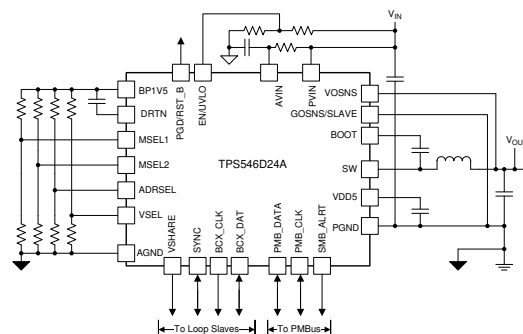 VIN
PGD/RST_B
EN/UVLO
AVIN
PVIN
BP1V5
DRTN
MSEL1
MSEL2
ADRSEL
VSEL
AGND
TPS546D24A
VOSNS
GOSNS/SLAVE
BOOT
SW
VDD5
PGND
VOU
VSHARE
SYNC
BCX_CLK
BCX_DAT
PMB_DATA
PMB_CLK
SMB_ALRT
To Loop Slaves
To PMBus